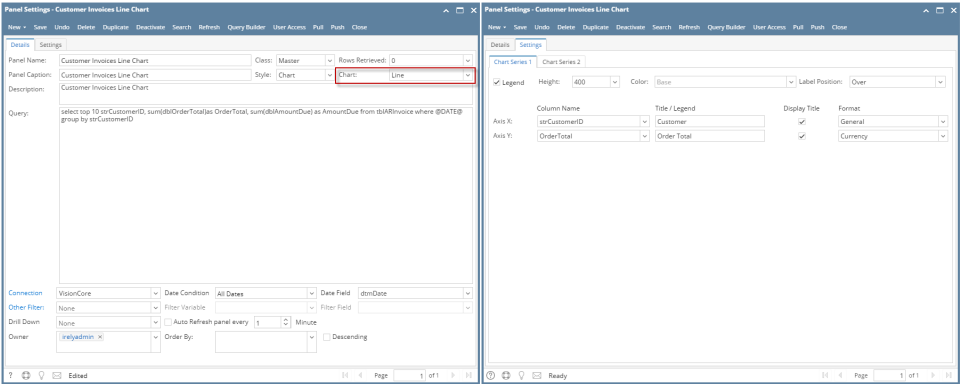 Panel Settings - Customer Invoices Line Chart
New Save Undo Delete Duplicate Deactivate Search Refresh Query Builder User Access Pull Push Close
Details Settings
Panel Name: Customer Invoices Line Chart Class: Master Rows Retrieved: 0
Panel Caption: Customer Invoices Line Chart Style: Chart Chart: Line
Description: Customer Invoices Line Chart
Query: select top 10 strCustomerID, sum(dblOrderTotal)as OrderTotal, sum(dblAmountDue) as AmountDue from tblARInvoice where @DATE@
group by strCustomerID
Connection VisionCore Date Condition All Dates Date Field dtmDate
Other Filter: None Filter Variable Filter Field
Drill Down None Auto Refresh panel every 1 Minute
Owner irelyadmin × Order By: Descending
? Edited Page 1 of 1
Panel Settings - Customer Invoices Line Chart
New Save Undo Delete Duplicate Deactivate Search Refresh Query Builder User Access Pull Push Close
Details Settings
Chart Series 1 Chart Series 2
Legend Height: 400 Color: Base Label Position: Over
Column Name Title / Legend Display Title Format
Axis X: strCustomerID Customer General
Axis Y: OrderTotal Order Total Currency
? Ready Page 1 of 1